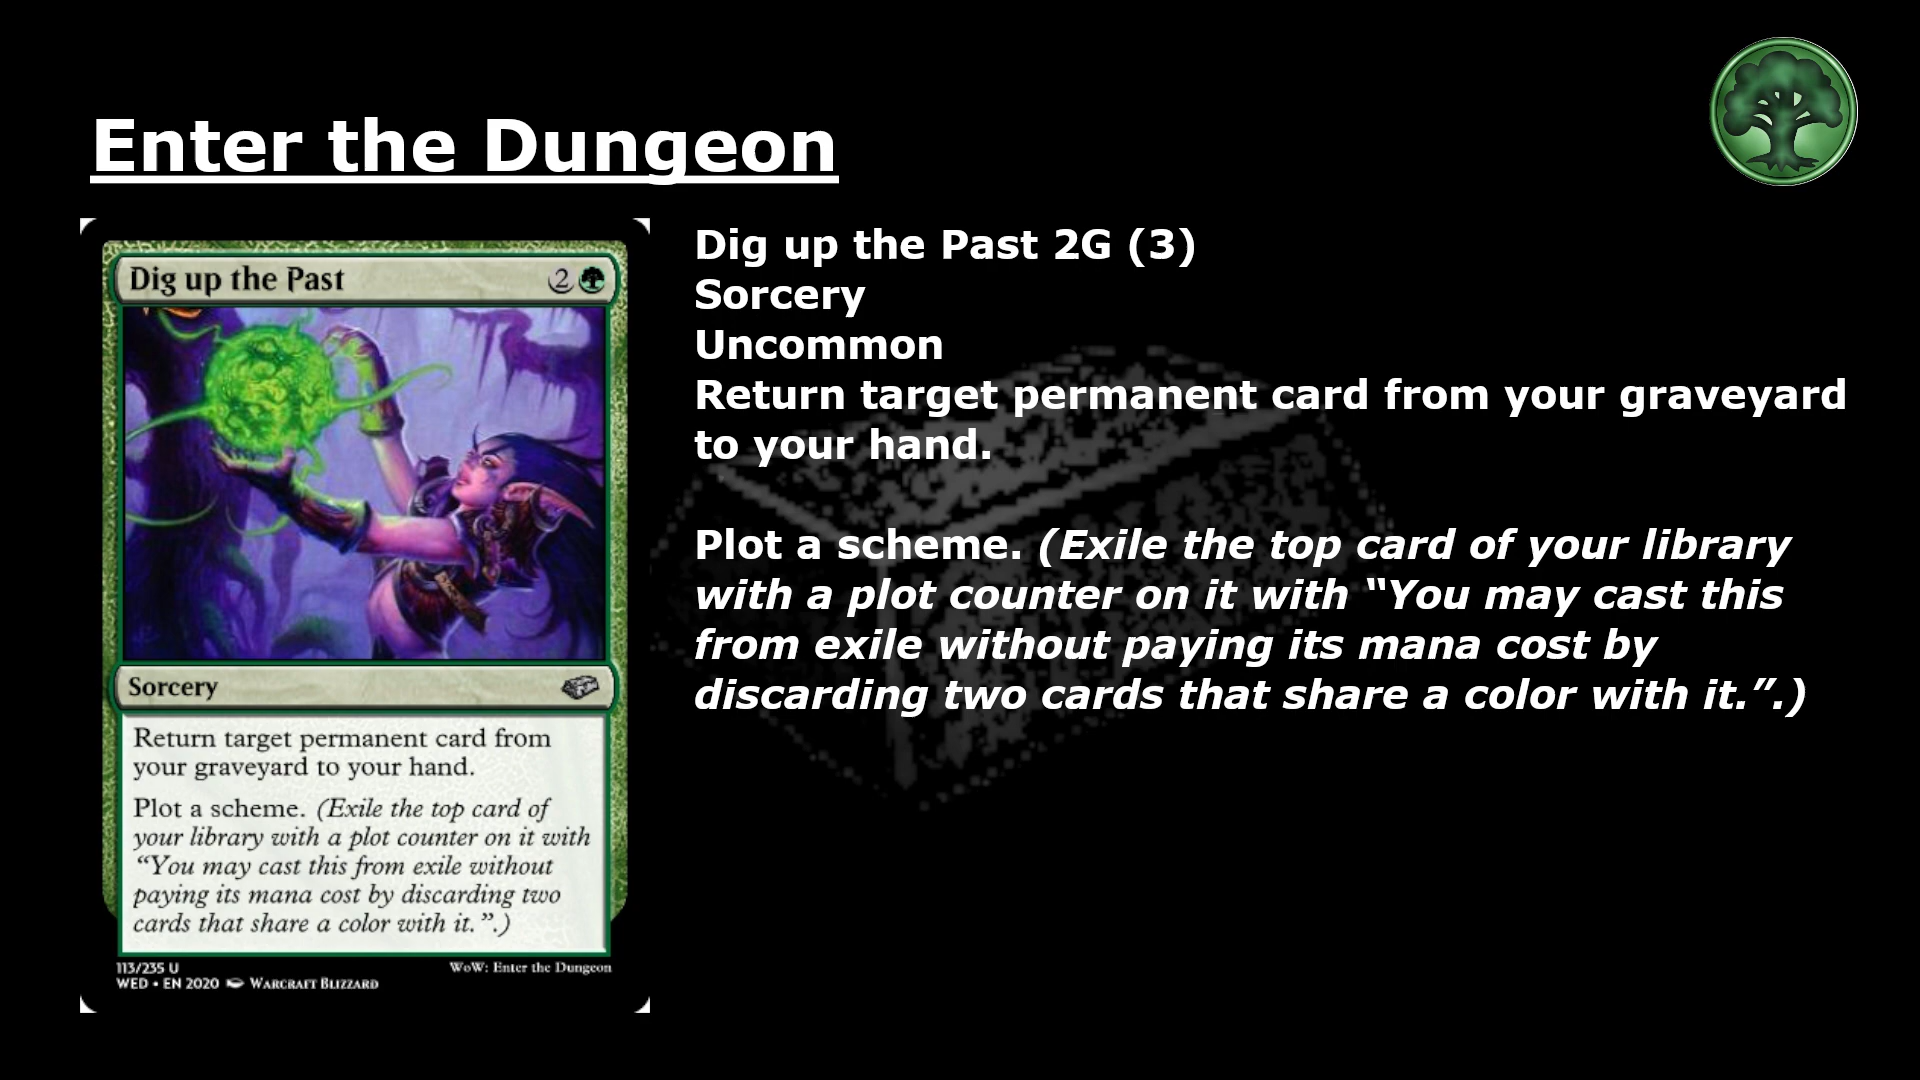 Enter the Dungeon
Dig up the Past 2
Sorcery
Return target permanent card from
your graveyard to your hand.
Plot a scheme. (Exile the top card of
your library with a plot counter on it with
“You may cast this from exile without
paying its mana cost by discarding two
cards that share a color with it.”.)
113/235 U
WED • EN 2020 WARCRAFT BLIZZARD
WoW: Enter the Dungeon
Dig up the Past 2G (3)
Sorcery
Uncommon
Return target permanent card from your graveyard
to your hand.
Plot a scheme. (Exile the top card of your library
with a plot counter on it with “You may cast this
from exile without paying its mana cost by
discarding two cards that share a color with it.”.)